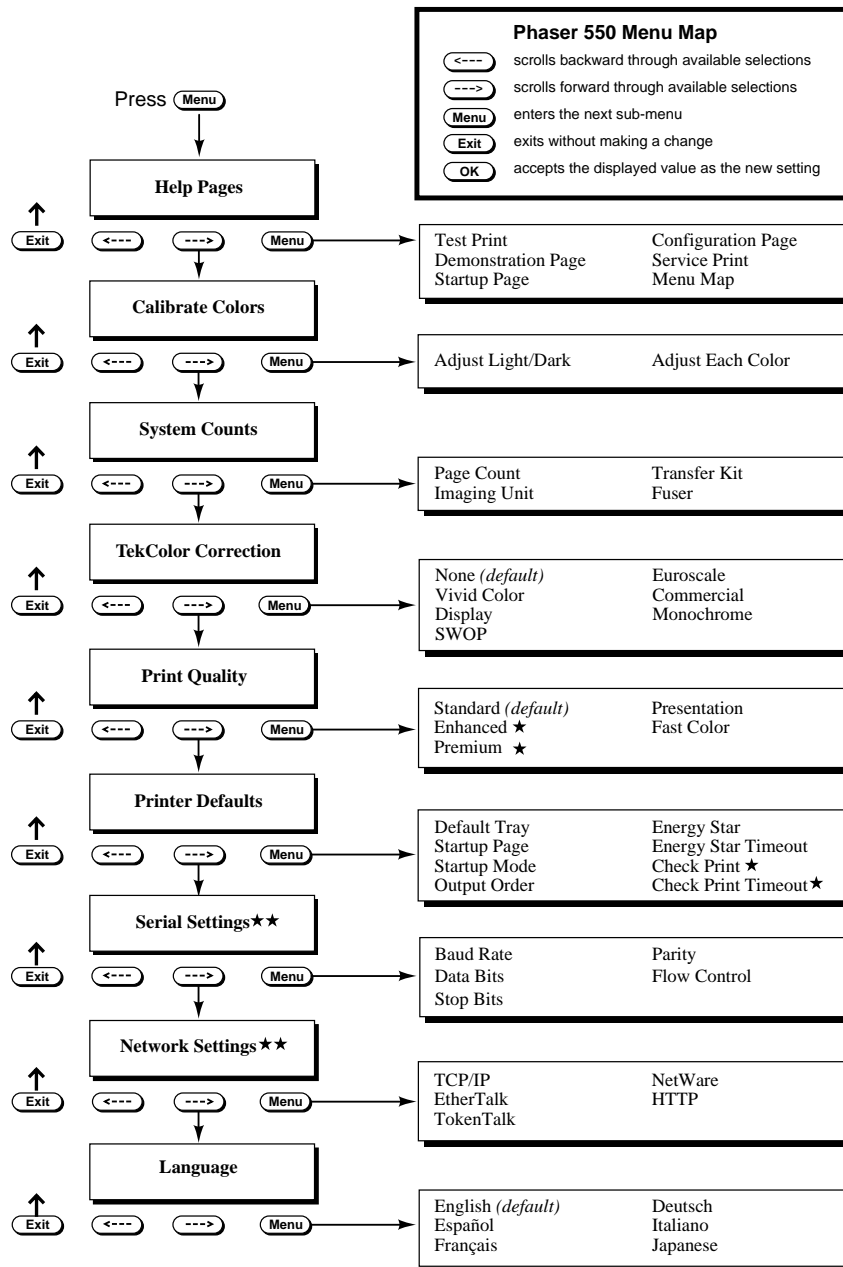 Phaser 550 Menu Map
<--- scrolls backward through available selections
---> scrolls forward through available selections
Menu enters the next sub-menu
Exit exits without making a change
OK accepts the displayed value as the new setting
Press Menu
Help Pages
Exit <--- ---> Menu
Test Print Configuration Page
Demonstration Page Service Print
Startup Page Menu Map
Calibrate Colors
Exit <--- ---> Menu
Adjust Light/Dark Adjust Each Color
System Counts
Exit <--- ---> Menu
Page Count Transfer Kit
Imaging Unit Fuser
TekColor Correction
Exit <--- ---> Menu
None (default) Euroscale
Vivid Color Commercial
Display Monochrome
SWOP
Print Quality
Exit <--- ---> Menu
Standard (default) Presentation
Enhanced ★ Fast Color
Premium ★
Printer Defaults
Exit <--- ---> Menu
Default Tray Energy Star
Startup Page Energy Star Timeout
Startup Mode Check Print ★
Output Order Check Print Timeout★
Serial Settings★★
Exit <--- ---> Menu
Baud Rate Parity
Data Bits Flow Control
Stop Bits
Network Settings★★
Exit <--- ---> Menu
TCP/IP NetWare
EtherTalk HTTP
TokenTalk
Language
Exit <--- ---> Menu
English (default) Deutsch
Español Italiano
Français Japanese